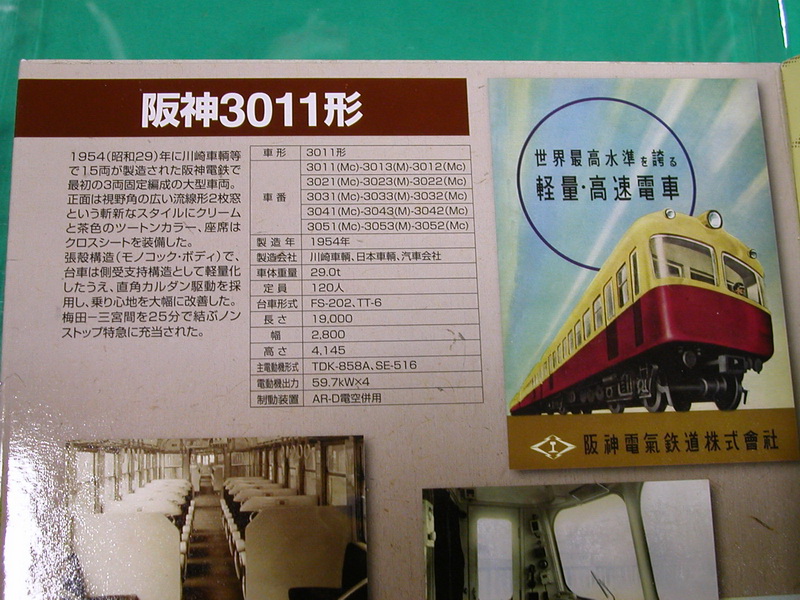 阪神3011形
1954(昭和29)年に川崎車輌等
で15両が製造された阪神電鉄で
最初の3両固定編成の大型車両。
正面は視野角の広い流線形2枚窓
という斬新なスタイルにクリーム
と茶色のツートンカラー、座席は
クロスシートを装備した。
張殻構造(モノコック・ボディ)で、
台車は側受支持構造として軽量化
したうえ、直角カルダン駆動を採
用し、乗り心地を大幅に改善した。
梅田－三宮間を25分で結ぶノン
ストップ特急に充当された。
車形 3011形
車番 3011(Mc)-3013(M)-3012(Mc)
3021(Mc)-3023(M)-3022(Mc)
3031(Mc)-3033(M)-3032(Mc)
3041(Mc)-3043(M)-3042(Mc)
3051(Mc)-3053(M)-3052(Mc)
製造年 1954年
製造会社 川崎車輌、日本車輌、汽車会社
車体重量 29.0t
定員 120人
台車形式 FS-202、TT-6
長さ 19,000
幅 2,800
高さ 4,145
主電動機形式 TDK-858A、SE-516
電動機出力 59.7kW×4
制動装置 AR-D電空併用
世界最高水準を誇る
軽量・高速電車
阪神電氣鉄道株式會社